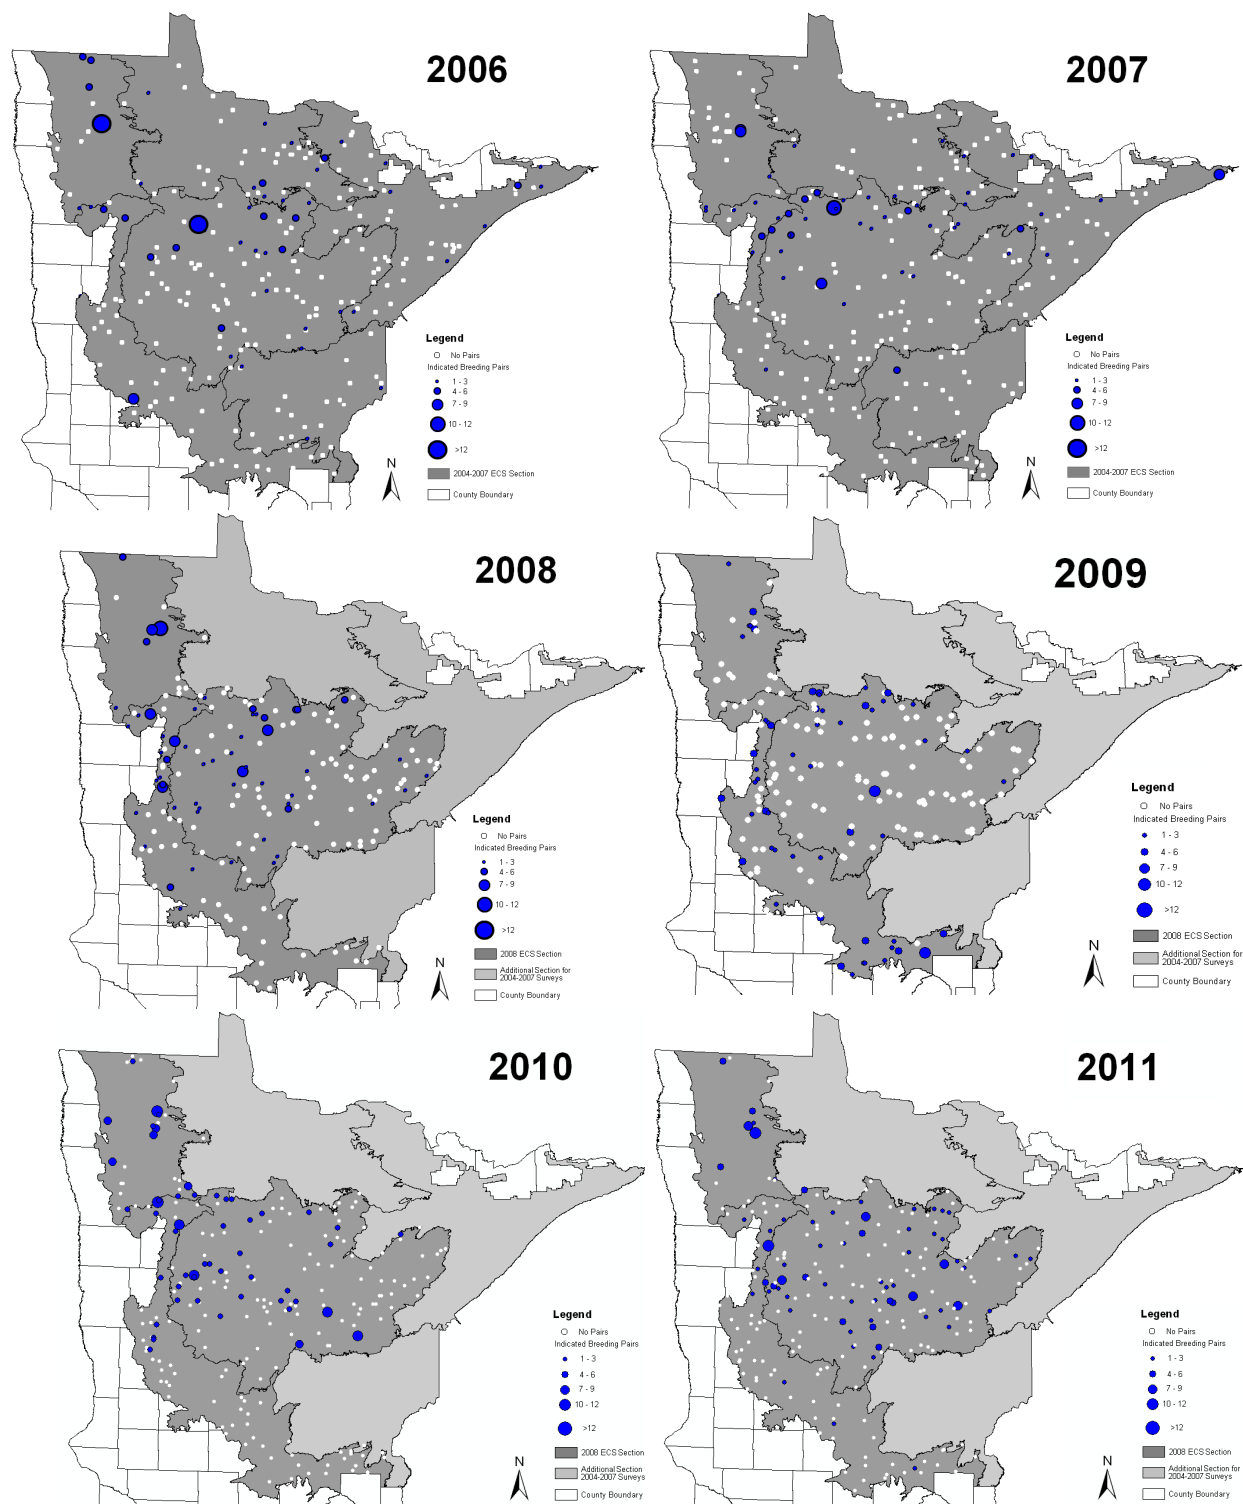 2006
Legend
No Pairs
Indicated Breeding Pairs
1 - 3
4 - 6
7 - 9
10 - 12
>12
2004-2007 ECS Section
County Boundary
N
2007
Legend
No Pairs
Indicated Breeding Pairs
1 - 3
4 - 6
7 - 9
10 - 12
>12
2004-2007 ECS Section
County Boundary
N
2008
Legend
No Pairs
Indicated Breeding Pairs
1 - 3
4 - 6
7 - 9
10 - 12
>12
2008 ECS Section
Additional Section for
2004-2007 Surveys
County Boundary
N
2009
Legend
No Pairs
Indicated Breeding Pairs
1 - 3
4 - 6
7 - 9
10 - 12
>12
2008 ECS Section
Additional Section for
2004-2007 Surveys
County Boundary
N
2010
Legend
No Pairs
Indicated Breeding Pairs
1 - 3
4 - 6
7 - 9
10 - 12
>12
2008 ECS Section
Additional Section
2004-2007 Surveys
County Boundary
N
2011
Legend
No Pairs
Indicated Breeding Pairs
1 - 3
4 - 6
7 - 9
10 - 12
>12
2008 ECS Section
Additional Section for
2004-2007 Surveys
County Boundary
N